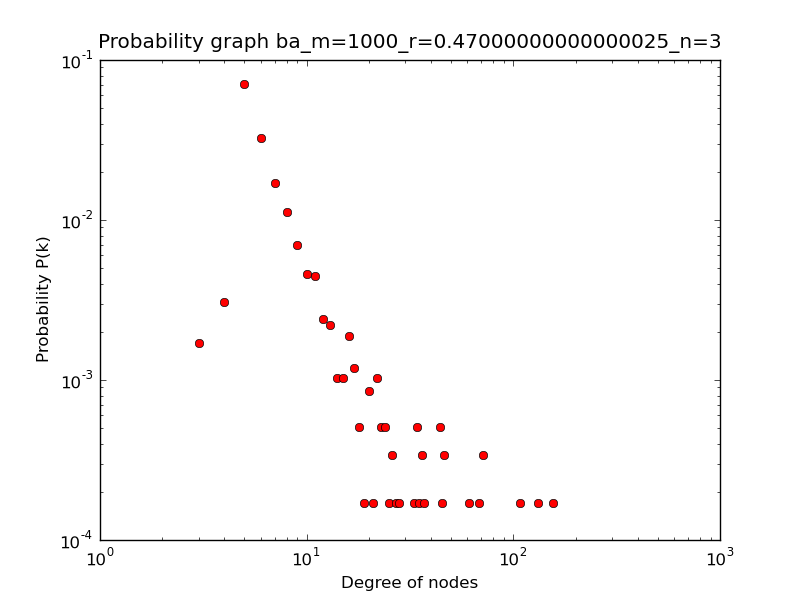 Probability graph ba_m=1000_r=0.47000000000000025_n=3
10^-1
10^-2
10^-3
10^-4
Probability P(k)
10^0 10^1 10^2 10^3
Degree of nodes